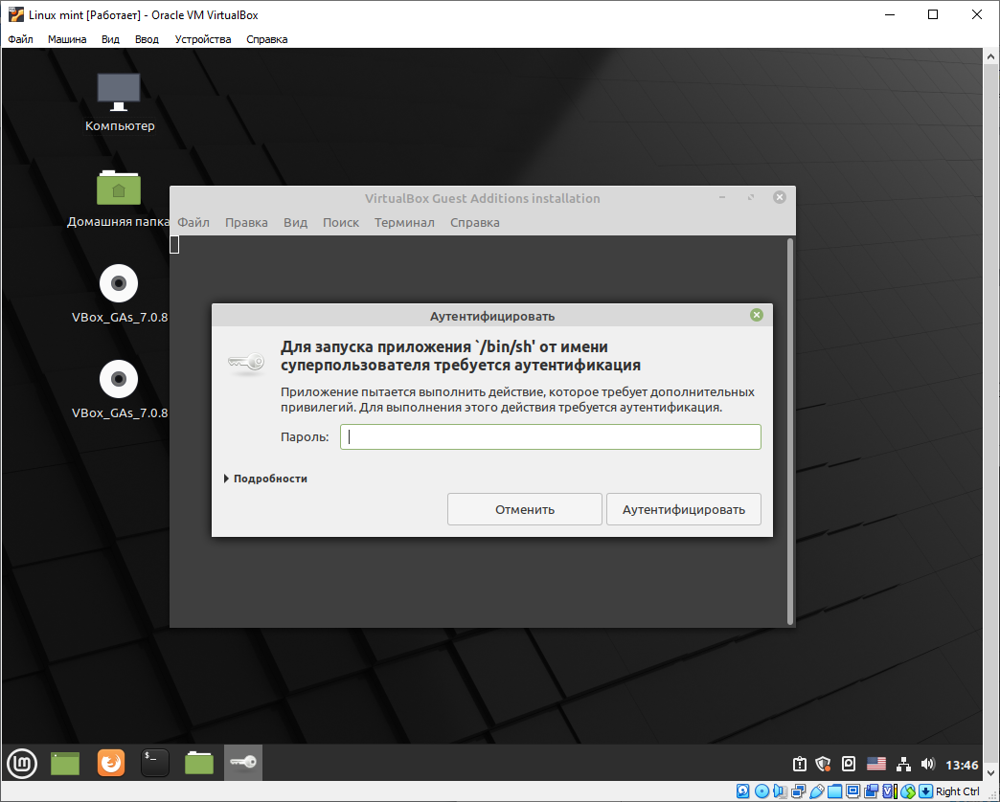 Linux mint [Работает] - Oracle VM VirtualBox
Файл Машина Вид Ввод Устройства Справка
Компьютер
Домашняя папка
VBox_GAs_7.0.8
VBox_GAs_7.0.8
VirtualBox Guest Additions installation
Файл Правка Вид Поиск Терминал Справка
Аутентифицировать
Для запуска приложения `/bin/sh' от имени
суперпользователя требуется аутентификация
Приложение пытается выполнить действие, которое требует дополнительных
привилегий. Для выполнения этого действия требуется аутентификация.
Пароль:
Подробности
Отменить Аутентифицировать
$_
13:46
Right Ctrl